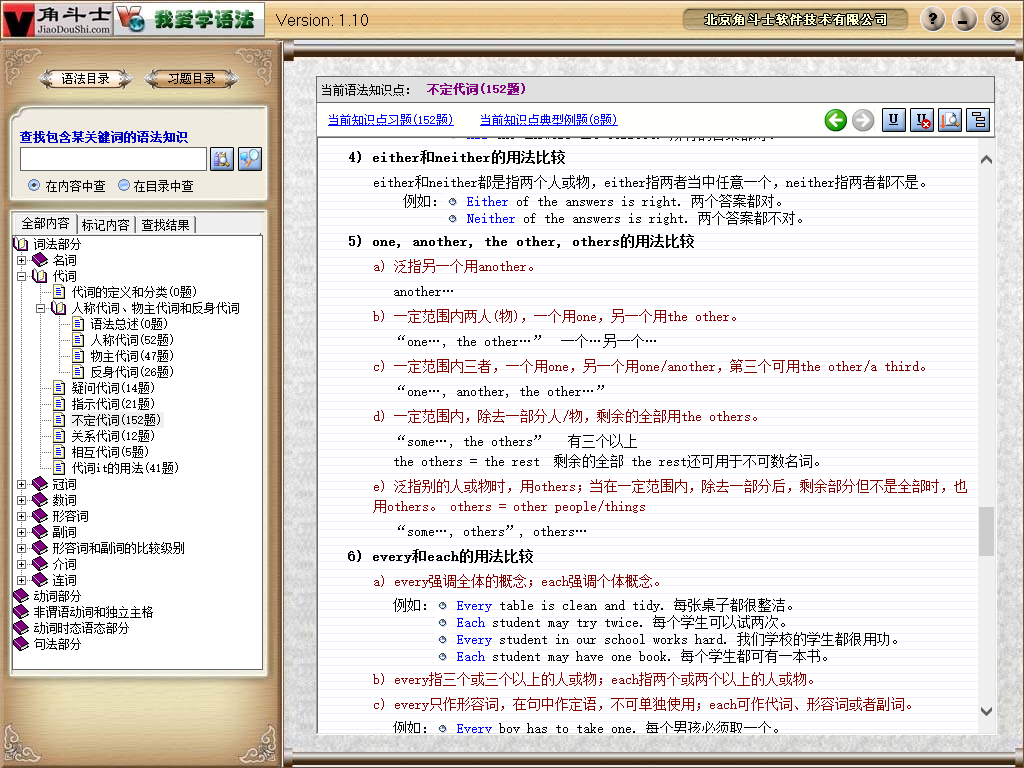 角斗士
JiaoDouShi.com
我爱学语法
Version: 1.10
北京角斗士软件技术有限公司
语法目录
习题目录
查找包含某关键词的语法知识
在内容中查
在目录中查
全部内容
标记内容
查找结果
词法部分
名词
代词
代词的定义和分类(0题)
人称代词、物主代词和反身代词
语法总述(0题)
人称代词(52题)
物主代词(47题)
反身代词(26题)
疑问代词(14题)
指示代词(21题)
不定代词(152题)
关系代词(12题)
相互代词(5题)
代词it的用法(41题)
冠词
数词
形容词
副词
形容词和副词的比较级别
介词
连词
动词部分
非谓语动词和独立主格
动词时态语态部分
句法部分
当前语法知识点: 不定代词(152题)
当前知识点习题(152题)
当前知识点典型例题(8题)
4) either和neither的用法比较
either和neither都是指两个人或物，either指两者当中任意一个，neither指两者都不是。
例如: Either of the answers is right. 两个答案都对。
Neither of the answers is right. 两个答案都不对。
5) one, another, the other, others的用法比较
a) 泛指另一个用another。
another…
b) 一定范围内两人(物)，一个用one，另一个用the other。
“one…, the other…” 一个…另一个…
c) 一定范围内三者，一个用one，另一个用one/another，第三个可用the other/a third。
“one…, another, the other…”
d) 一定范围内，除去一部分人/物，剩余的全部用the others。
“some…, the others” 有三个以上
the others = the rest 剩余的全部 the rest还可用于不可数名词。
e) 泛指别的人或物时，用others；当在一定范围内，除去一部分后，剩余部分但不是全部时，也
用others。 others = other people/things
“some…, others”, others…
6) every和each的用法比较
a) every强调全体的概念；each强调个体概念。
例如: Every table is clean and tidy. 每张桌子都很整洁。
Each student may try twice. 每个学生可以试两次。
Every student in our school works hard. 我们学校的学生都很用功。
Each student may have one book. 每个学生都可有一本书。
b) every指三个或三个以上的人或物；each指两个或两个以上的人或物。
c) every只作形容词，在句中作定语，不可单独使用；each可作代词、形容词或者副词。
例如: Every boy has to take one. 每个男孩必须取一个。